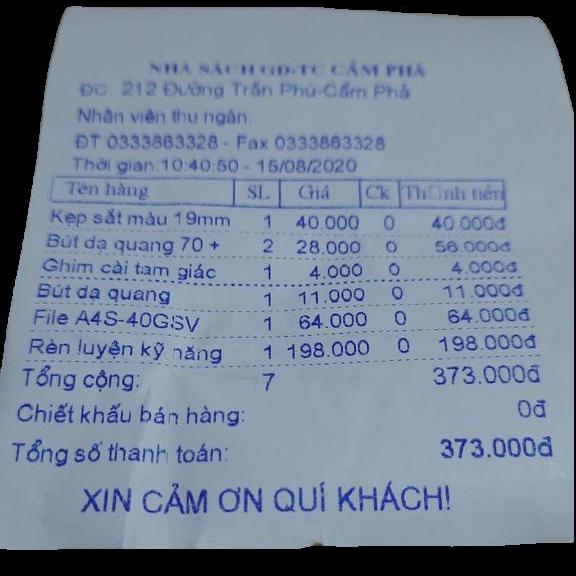 NHÀ SÁCH GD-TC CẨM PHẢ
ĐC: 212 Đường Trần Phú-Cẩm Phả
Nhân viên thu ngân:
ĐT 0333863328 - Fax 0333863328
Thời gian:10:40:50 - 15/08/2020
Tên hàng SL Giá Ck Th□nh tiền
Kẹp sắt màu 19mm 1 40.000 0 40.000đ
Bút dạ quang 70 + 2 28.000 0 56.000đ
Ghim cài tam giác 1 4.000 0 4.000đ
Bút dạ quang 1 11.000 0 11.000đ
File A4S-40GSV 1 64.000 0 64.000đ
Rèn luyện kỹ năng 1 198.000 0 198.000đ
Tổng cộng: 7 373.000đ
Chiết khấu bán hàng: 0đ
Tổng số thanh toán: 373.000đ
XIN CẢM ƠN QUÍ KHÁCH!